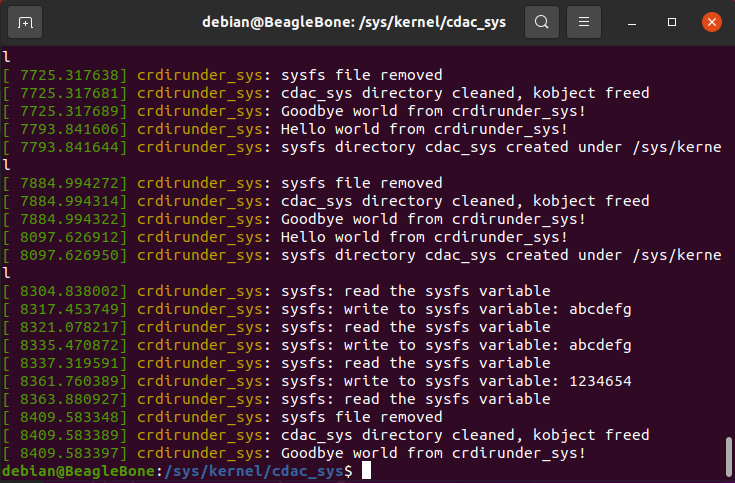 debian@BeagleBone: /sys/kernel/cdac_sys
l
[ 7725.317638] crdirunder_sys: sysfs file removed
[ 7725.317681] crdirunder_sys: cdac_sys directory cleaned, kobject freed
[ 7725.317689] crdirunder_sys: Goodbye world from crdirunder_sys!
[ 7793.841606] crdirunder_sys: Hello world from crdirunder_sys!
[ 7793.841644] crdirunder_sys: sysfs directory cdac_sys created under /sys/kerne
l
[ 7884.994272] crdirunder_sys: sysfs file removed
[ 7884.994314] crdirunder_sys: cdac_sys directory cleaned, kobject freed
[ 7884.994322] crdirunder_sys: Goodbye world from crdirunder_sys!
[ 8097.626912] crdirunder_sys: Hello world from crdirunder_sys!
[ 8097.626950] crdirunder_sys: sysfs directory cdac_sys created under /sys/kerne
l
[ 8304.838002] crdirunder_sys: sysfs: read the sysfs variable
[ 8317.453749] crdirunder_sys: sysfs: write to sysfs variable: abcdefg
[ 8321.078217] crdirunder_sys: sysfs: read the sysfs variable
[ 8335.470872] crdirunder_sys: sysfs: write to sysfs variable: abcdefg
[ 8337.319591] crdirunder_sys: sysfs: read the sysfs variable
[ 8361.760389] crdirunder_sys: sysfs: write to sysfs variable: 1234654
[ 8363.880927] crdirunder_sys: sysfs: read the sysfs variable
[ 8409.583348] crdirunder_sys: sysfs file removed
[ 8409.583389] crdirunder_sys: cdac_sys directory cleaned, kobject freed
[ 8409.583453] crdirunder_sys: Goodbye world from crdirunder_sys!
debian@BeagleBone:/sys/kernel/cdac_sys$